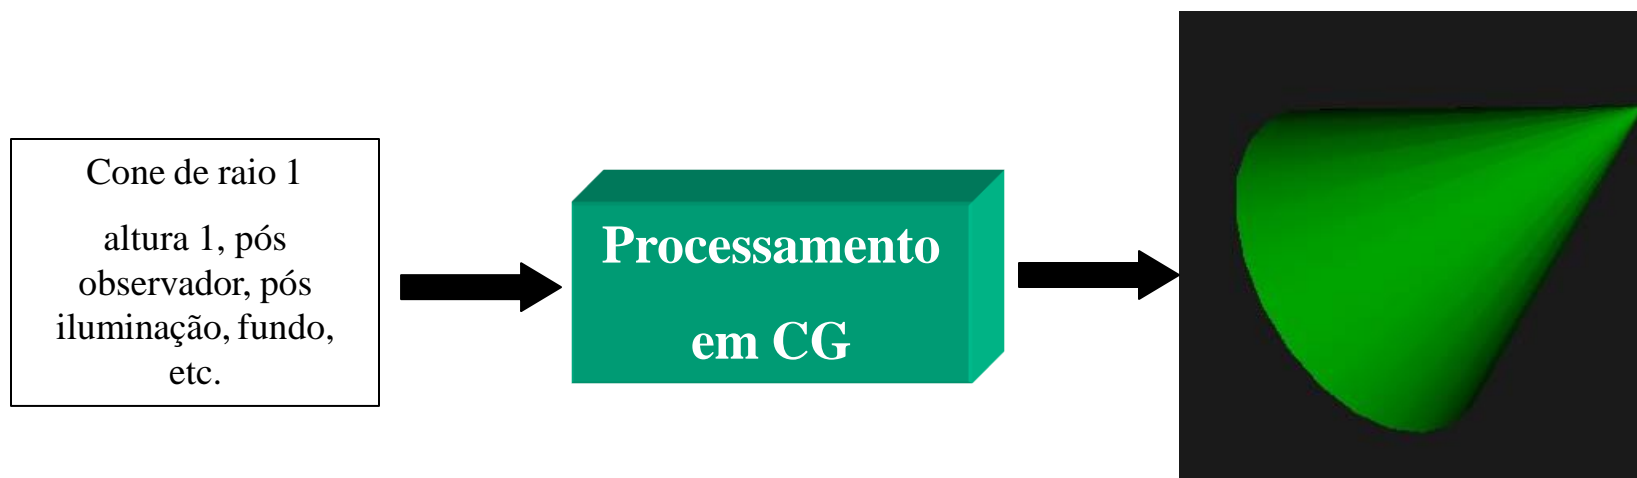 Cone de raio 1
altura 1, pós
observador, pós
iluminação, fundo,
etc.
Processamento
em CG